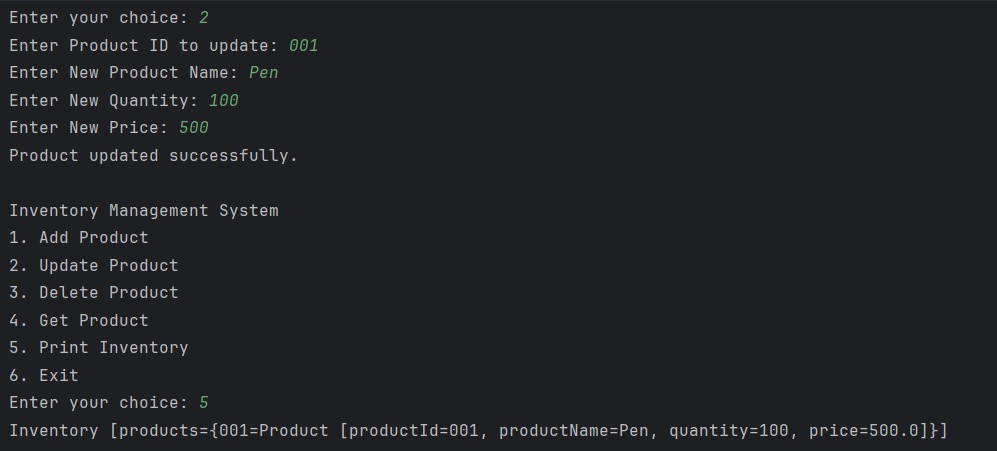 Enter your choice: 2
Enter Product ID to update: 001
Enter New Product Name: Pen
Enter New Quantity: 100
Enter New Price: 500
Product updated successfully.
Inventory Management System
1. Add Product
2. Update Product
3. Delete Product
4. Get Product
5. Print Inventory
6. Exit
Enter your choice: 5
Inventory [products={001=Product [productId=001, productName=Pen, quantity=100, price=500.0]}]